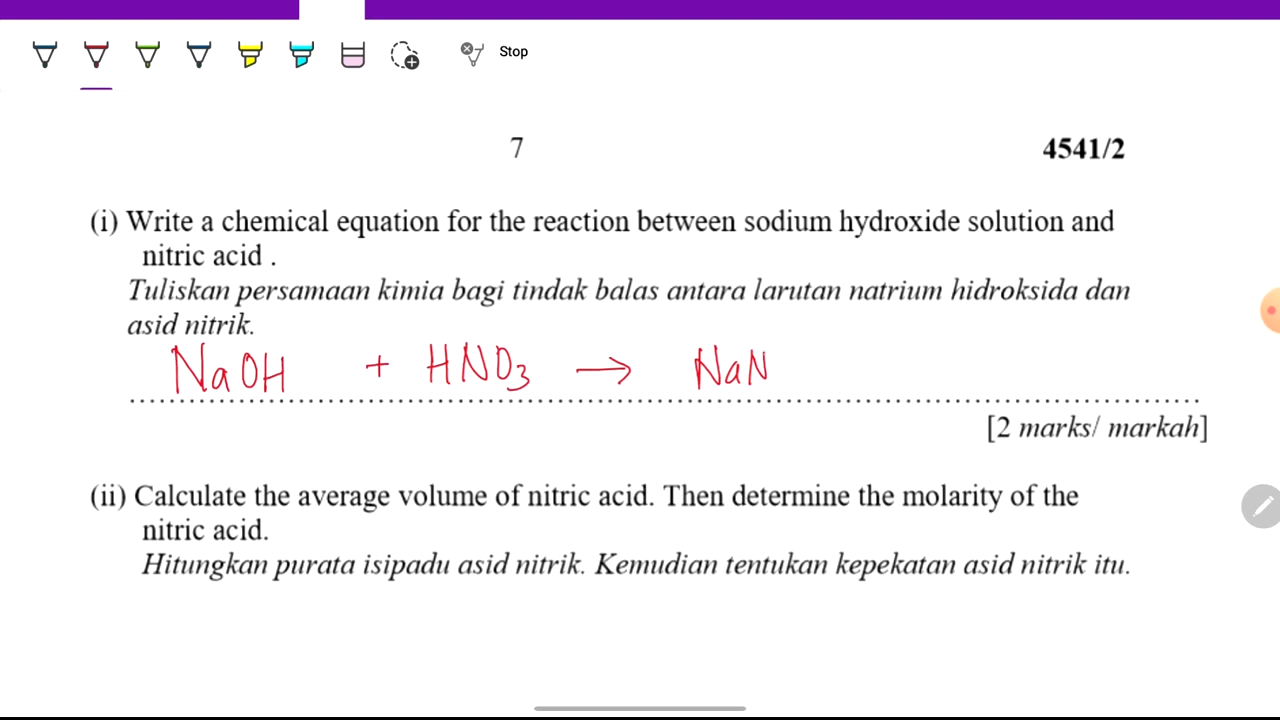 Stop
7 4541/2
(i) Write a chemical equation for the reaction between sodium hydroxide solution and
nitric acid .
Tuliskan persamaan kimia bagi tindak balas antara larutan natrium hidroksida dan
asid nitrik.
NaOH + HNO3 → NaN
................................................................................
[2 marks/ markah]
(ii) Calculate the average volume of nitric acid. Then determine the molarity of the
nitric acid.
Hitungkan purata isipadu asid nitrik. Kemudian tentukan kepekatan asid nitrik itu.